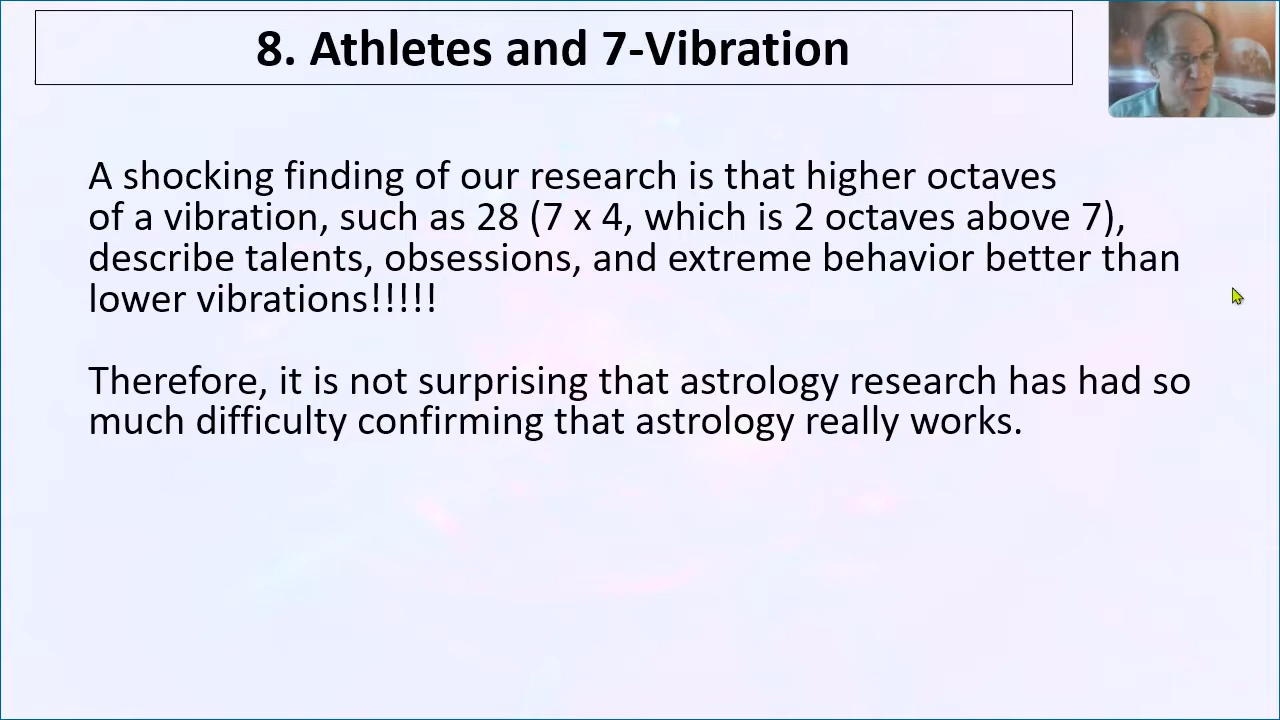 8. Athletes and 7-Vibration
A shocking finding of our research is that higher octaves
of a vibration, such as 28 (7 x 4, which is 2 octaves above 7),
describe talents, obsessions, and extreme behavior better than
lower vibrations!!!!!
Therefore, it is not surprising that astrology research has had so
much difficulty confirming that astrology really works.